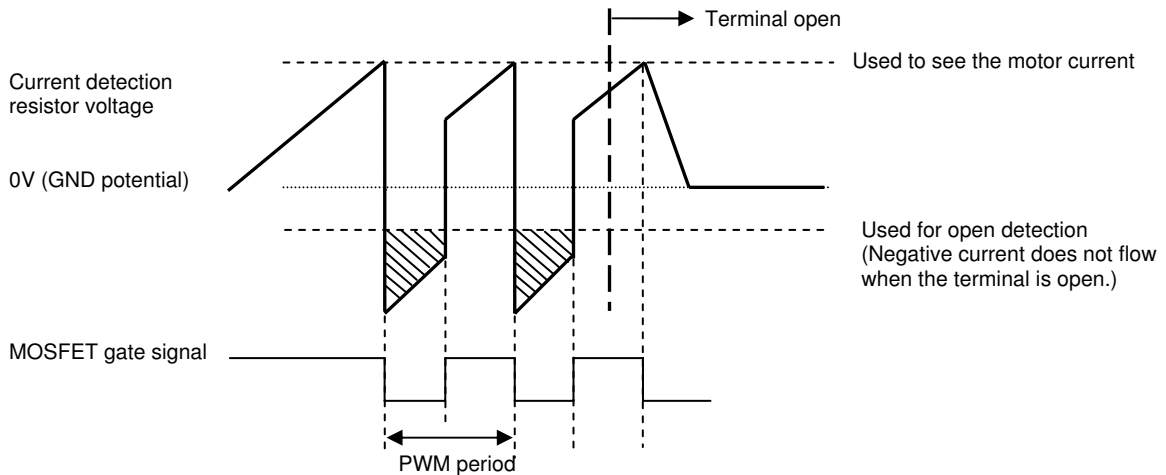 Terminal open
Used to see the motor current
Current detection
resistor voltage
0V (GND potential)
Used for open detection
(Negative current does not flow
when the terminal is open.)
MOSFET gate signal
PWM period